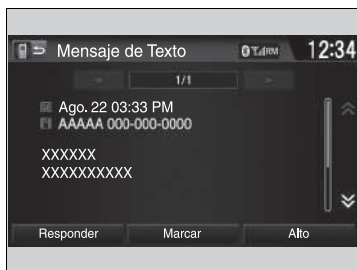 Mensaje de Texto
12:34
1/1
Ago. 22 03:33 PM
AAAAA 000-000-0000
XXXXXX
XXXXXXXXXX
Responder Marcar Alto